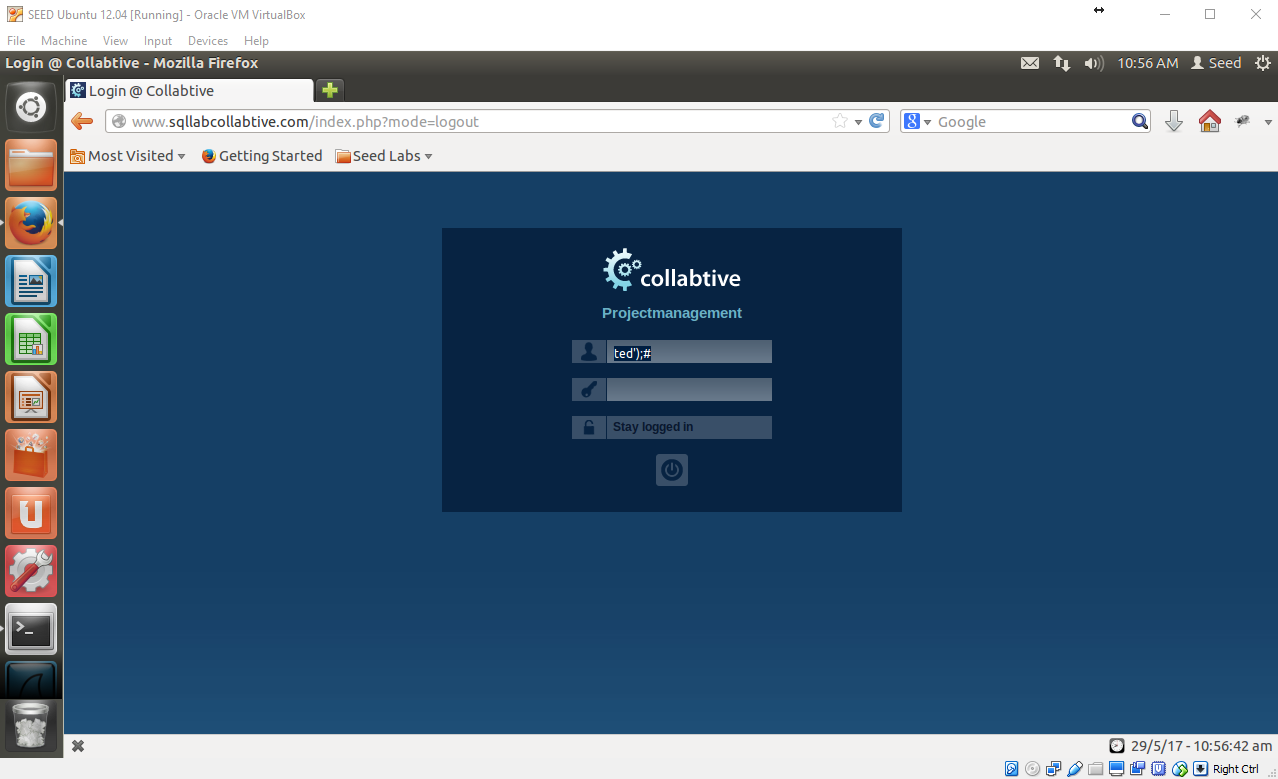 SEED Ubuntu 12.04 [Running] - Oracle VM VirtualBox
File Machine View Input Devices Help
Login @ Collabtive - Mozilla Firefox 10:56 AM Seed
Login @ Collabtive
www.sqllabcollabtive.com/index.php?mode=logout Google
Most Visited Getting Started Seed Labs
collabtive
Projectmanagement
ted');#
Stay logged in
29/5/17 - 10:56:42 am
Right Ctrl